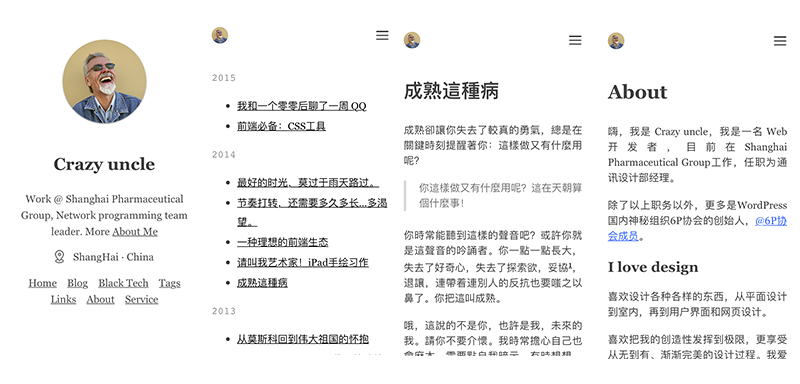 Crazy uncle
Work @ Shanghai Pharmaceutical
Group, Network programming team
leader. More About Me
ShangHai · China
Home Blog Black Tech Tags
Links About Service
2015
我和一个零零后聊了一周 QQ
前端必备：CSS工具
2014
最好的时光、莫过于雨天路过。
节奏打转、还需要多久多长...多渴
望。
一种理想的前端生态
请叫我艺术家！iPad手绘习作
成熟這種病
2013
从莫斯科回到伟大祖国的怀抱
成熟這種病
成熟卻讓你失去了較真的勇氣，總是在
關鍵時刻提醒著你：這樣做又有什麼用
呢？
你這樣做又有什麼用呢？這在天朝算
個什麼事！
你時常能聽到這樣的聲音吧？或許你就
是這聲音的吟誦者。你一點一點長大，
失去了好奇心，失去了探索欲，妥協¹，
退讓，連帶着連別人的反抗也要嗤之以
鼻了。你把這叫成熟。
哦，這說的不是你，也許是我，未來的
我。請你不要介懷。我時常擔心自己也
會麻木，需要點自我暗示，有時想想，
About
嗨，我是 Crazy uncle，我是一名 Web
开发者，目前在Shanghai
Pharmaceutical Group工作，任职为通
讯设计部经理。
除了以上职务以外，更多是WordPress
国内神秘组织6P协会的创始人，@6P协
会成员。
I love design
喜欢设计各种各样的东西，从平面设计
到室内，再到用户界面和网页设计。
喜欢把我的创造性发挥到极限，更享受
从无到有、渐渐完美的设计过程。我爱